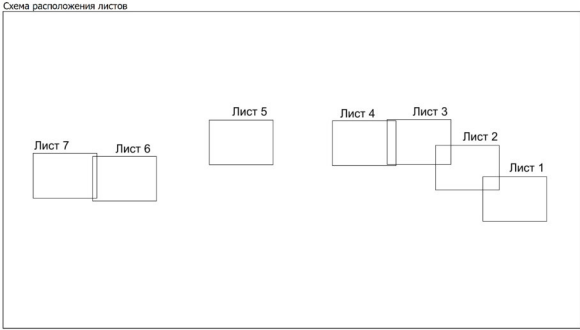 Схема расположения листов
Лист 5
Лист 4
Лист 3
Лист 2
Лист 7
Лист 6
Лист 1